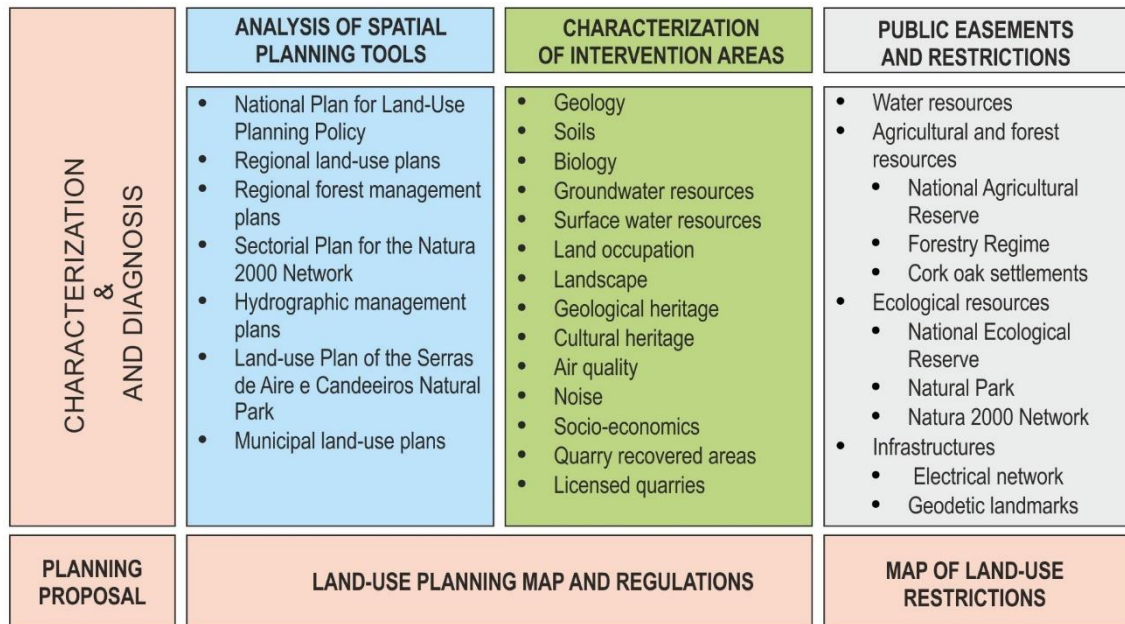 ANALYSIS OF SPATIAL
PLANNING TOOLS
CHARACTERIZATION
OF INTERVENTION AREAS
PUBLIC EASEMENTS
AND RESTRICTIONS
CHARACTERIZATION
&
AND DIAGNOSIS
• National Plan for Land-Use
Planning Policy
• Regional land-use plans
• Regional forest management
plans
• Sectorial Plan for the Natura
2000 Network
• Hydrographic management
plans
• Land-use Plan of the Serras
de Aire e Candeeiros Natural
Park
• Municipal land-use plans
• Geology
• Soils
• Biology
• Groundwater resources
• Surface water resources
• Land occupation
• Landscape
• Geological heritage
• Cultural heritage
• Air quality
• Noise
• Socio-economics
• Quarry recovered areas
• Licensed quarries
• Water resources
• Agricultural and forest
resources
• National Agricultural
Reserve
• Forestry Regime
• Cork oak settlements
• Ecological resources
• National Ecological
Reserve
• Natural Park
• Natura 2000 Network
• Infrastructures
• Electrical network
• Geodetic landmarks
PLANNING
PROPOSAL
LAND-USE PLANNING MAP AND REGULATIONS
MAP OF LAND-USE
RESTRICTIONS